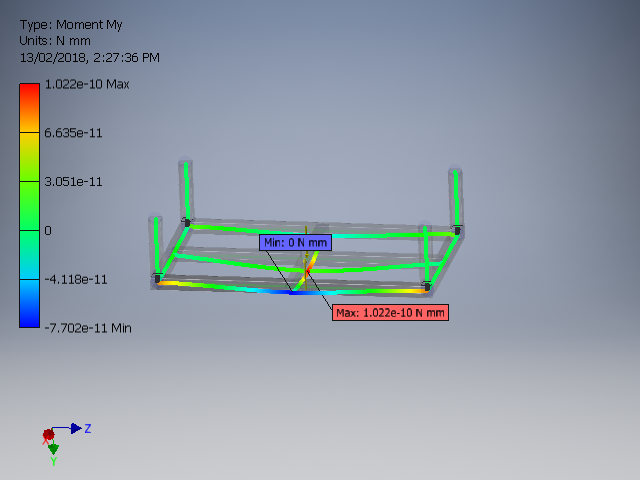 Type: Moment My
Units: N mm
13/02/2018, 2:27:36 PM
1.022e-10 Max
6.635e-11
3.051e-11
0
-4.118e-11
-7.702e-11 Min
Min: 0 N mm
Max: 1.022e-10 N mm
Z
X
Y